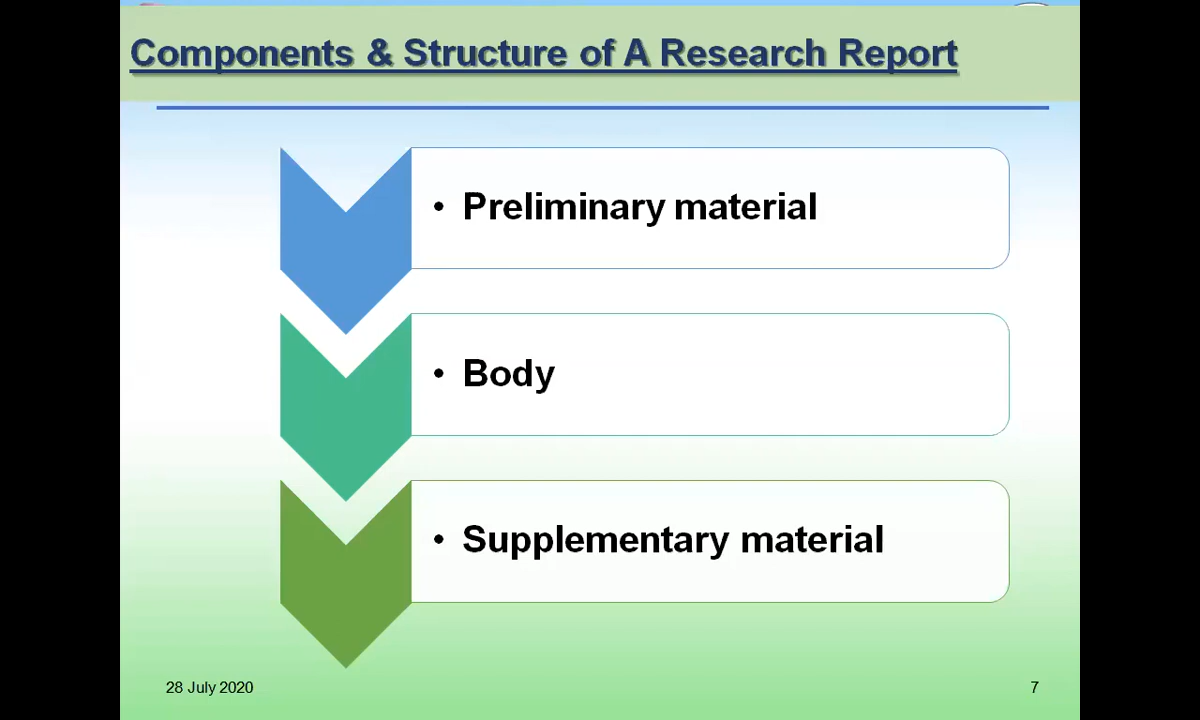 Components & Structure of A Research Report
• Preliminary material
• Body
• Supplementary material
28 July 2020
7